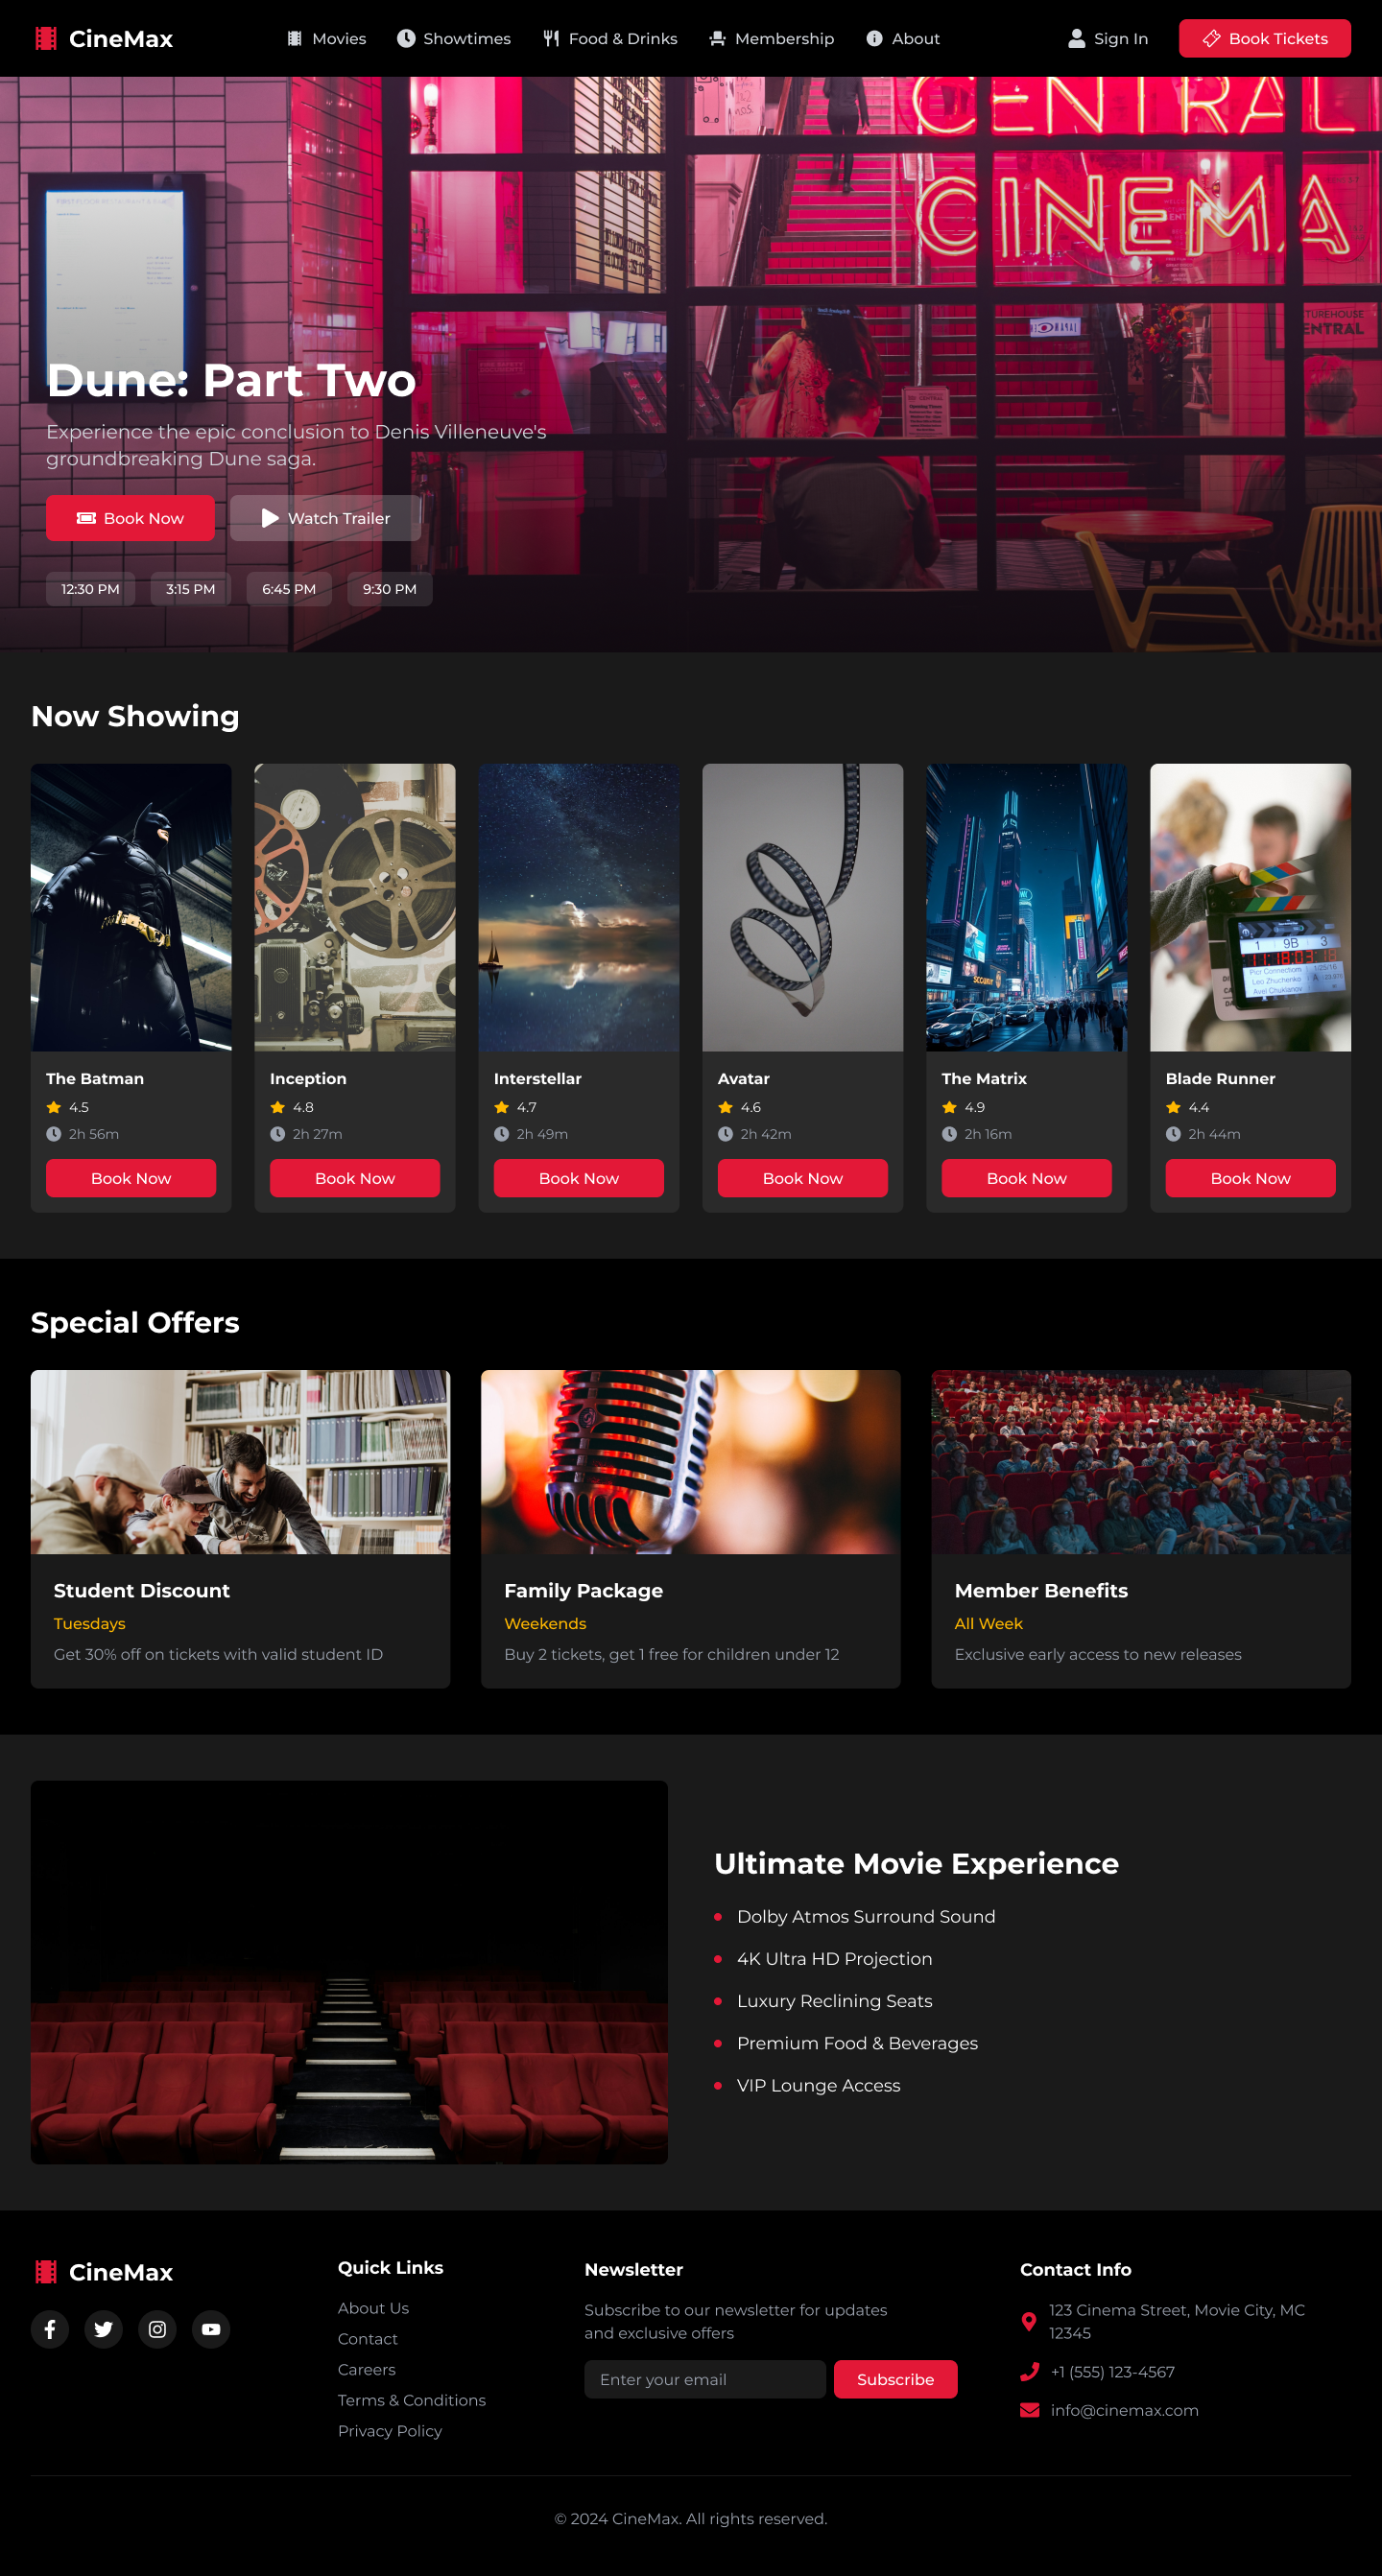 CineMax
Movies
Showtimes
Food & Drinks
Membership
About
Sign In
Book Tickets
CENTRAL
CINEMA
TUREHOUSE
ENTRAL
Dune: Part Two
Experience the epic conclusion to Denis Villeneuve's
groundbreaking Dune saga.
Book Now
Watch Trailer
12:30 PM
3:15 PM
6:45 PM
9:30 PM
Now Showing
1 9B 3
11:18:03:18
The Batman
4.5
2h 56m
Book Now
Inception
4.8
2h 27m
Book Now
Interstellar
4.7
2h 49m
Book Now
Avatar
4.6
2h 42m
Book Now
The Matrix
4.9
2h 16m
Book Now
Blade Runner
4.4
2h 44m
Book Now
Special Offers
Student Discount
Tuesdays
Get 30% off on tickets with valid student ID
Family Package
Weekends
Buy 2 tickets, get 1 free for children under 12
Member Benefits
All Week
Exclusive early access to new releases
Ultimate Movie Experience
Dolby Atmos Surround Sound
4K Ultra HD Projection
Luxury Reclining Seats
Premium Food & Beverages
VIP Lounge Access
CineMax
Quick Links
About Us
Contact
Careers
Terms & Conditions
Privacy Policy
Newsletter
Subscribe to our newsletter for updates
and exclusive offers
Enter your email
Subscribe
Contact Info
123 Cinema Street, Movie City, MC
12345
+1 (555) 123-4567
info@cinemax.com
© 2024 CineMax. All rights reserved.